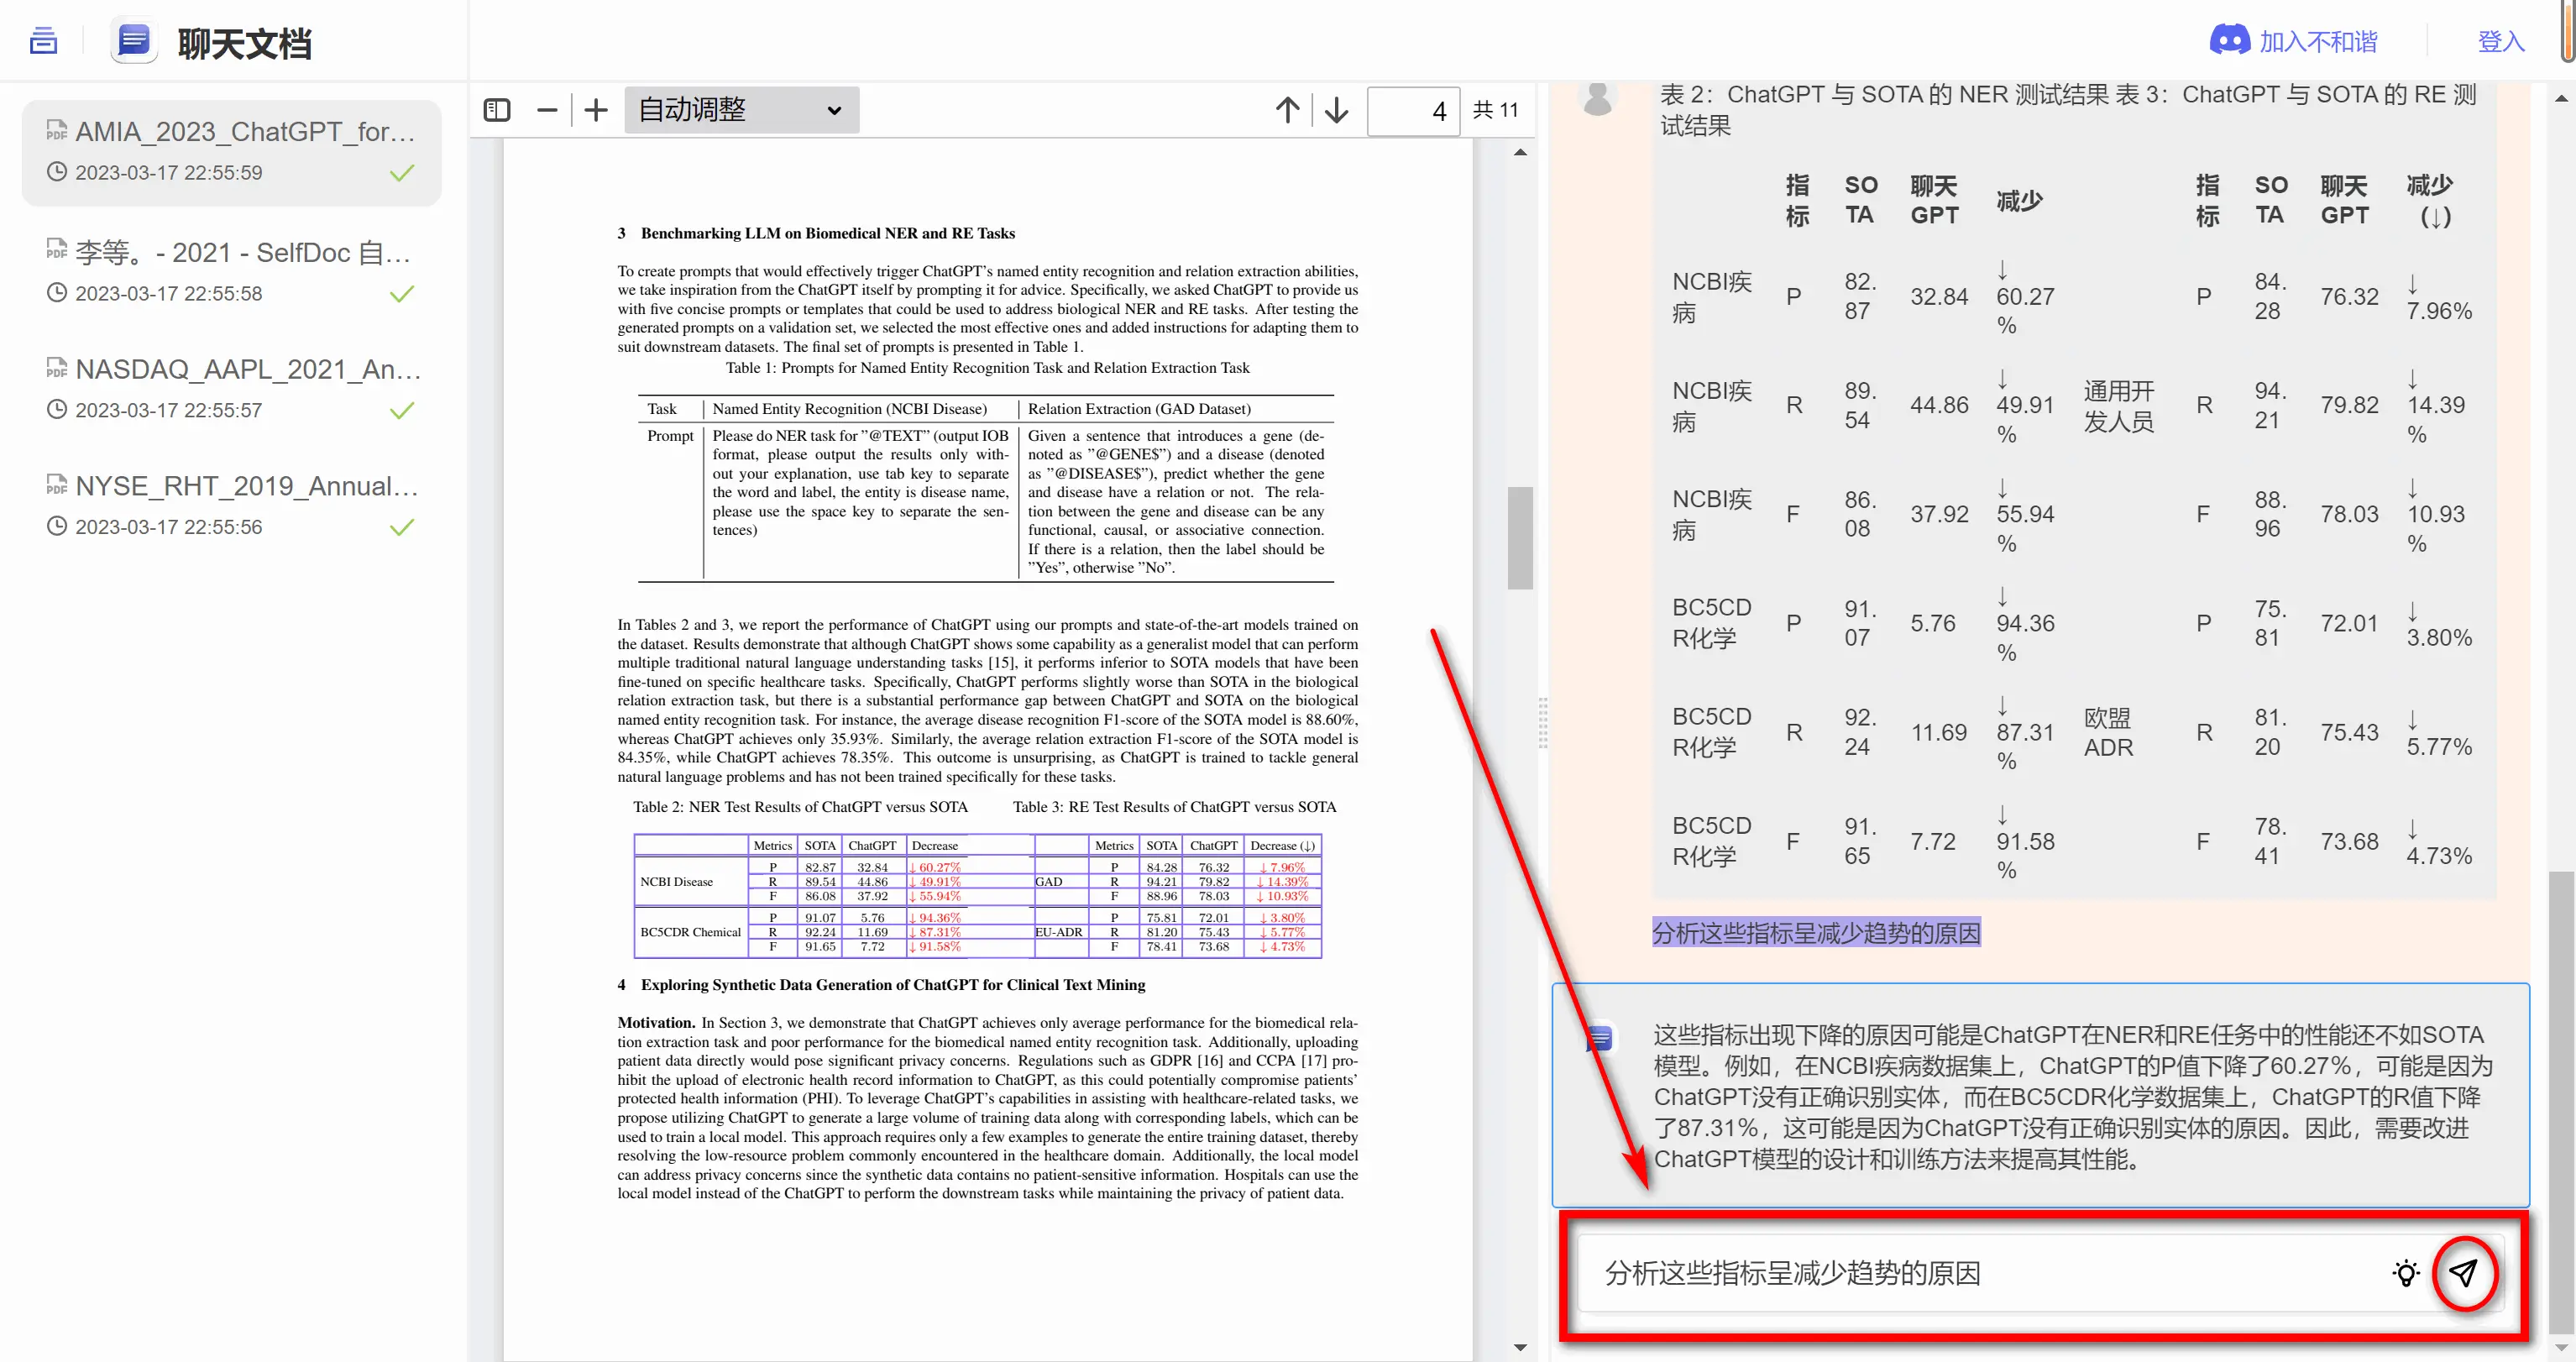 聊天文档
加入不和谐
登入
AMIA_2023_ChatGPT_for...
2023-03-17 22:55:59
李等。- 2021 - SelfDoc 自...
2023-03-17 22:55:58
NASDAQ_AAPL_2021_An...
2023-03-17 22:55:57
NYSE_RHT_2019_Annual...
2023-03-17 22:55:56
自动调整
4 共 11
3 Benchmarking LLM on Biomedical NER and RE Tasks
To create prompts that would effectively trigger ChatGPT's named entity recognition and relation extraction abilities,
we take inspiration from the ChatGPT itself by prompting it for advice. Specifically, we asked ChatGPT to provide us
with five concise prompts or templates that could be used to address biological NER and RE tasks. After testing the
generated prompts on a validation set, we selected the most effective ones and added instructions for adapting them to
suit downstream datasets. The final set of prompts is presented in Table 1.
Table 1: Prompts for Named Entity Recognition Task and Relation Extraction Task
Task Named Entity Recognition (NCBI Disease) Relation Extraction (GAD Dataset)
Prompt
Please do NER task for ”@TEXT” (output IOB
format, please output the results only with-
out your explanation, use tab key to separate
the word and label, the entity is disease name,
please use the space key to separate the sen-
tences)
Given a sentence that introduces a gene (de-
noted as ”@GENE$”) and a disease (denoted
as ”@DISEASE$”), predict whether the gene
and disease have a relation or not. The rela-
tion between the gene and disease can be any
functional, causal, or associative connection.
If there is a relation, then the label should be
”Yes”, otherwise ”No”.
In Tables 2 and 3, we report the performance of ChatGPT using our prompts and state-of-the-art models trained on
the dataset. Results demonstrate that although ChatGPT shows some capability as a generalist model that can perform
multiple traditional natural language understanding tasks [15], it performs inferior to SOTA models that have been
fine-tuned on specific healthcare tasks. Specifically, ChatGPT performs slightly worse than SOTA in the biological
relation extraction task, but there is a substantial performance gap between ChatGPT and SOTA on the biological
named entity recognition task. For instance, the average disease recognition F1-score of the SOTA model is 88.60%,
whereas ChatGPT achieves only 35.93%. Similarly, the average relation extraction F1-score of the SOTA model is
84.35%, while ChatGPT achieves 78.35%. This outcome is unsurprising, as ChatGPT is trained to tackle general
natural language problems and has not been trained specifically for these tasks.
Table 2: NER Test Results of ChatGPT versus SOTA
Table 3: RE Test Results of ChatGPT versus SOTA
Metrics SOTA ChatGPT Decrease Metrics SOTA ChatGPT Decrease (↓)
P 82.87 32.84 ↓ 60.27% P 84.28 76.32 ↓ 7.96%
NCBI Disease R 89.54 44.86 ↓ 49.91% GAD R 94.21 79.82 ↓ 14.39%
F 86.08 37.92 ↓ 55.94% F 88.96 78.03 ↓ 10.93%
P 91.07 5.76 ↓ 94.36% P 75.81 72.01 ↓ 3.80%
BC5CDR Chemical R 92.24 11.69 ↓ 87.31% EU-ADR R 81.20 75.43 ↓ 5.77%
F 91.65 7.72 ↓ 91.58% F 78.41 73.68 ↓ 4.73%
4 Exploring Synthetic Data Generation of ChatGPT for Clinical Text Mining
Motivation. In Section 3, we demonstrate that ChatGPT achieves only average performance for the biomedical rela-
tion extraction task and poor performance for the biomedical named entity recognition task. Additionally, uploading
patient data directly would pose significant privacy concerns. Regulations such as GDPR [16] and CCPA [17] pro-
hibit the upload of electronic health record information to ChatGPT, as this could potentially compromise patients'
protected health information (PHI). To leverage ChatGPT's capabilities in assisting with healthcare-related tasks, we
propose utilizing ChatGPT to generate a large volume of training data along with corresponding labels, which can be
used to train a local model. This approach requires only a few examples to generate the entire training dataset, thereby
resolving the low-resource problem commonly encountered in the healthcare domain. Additionally, the local model
can address privacy concerns since the synthetic data contains no patient-sensitive information. Hospitals can use the
local model instead of the ChatGPT to perform the downstream tasks while maintaining the privacy of patient data.
表 2：ChatGPT 与 SOTA 的 NER 测试结果 表 3：ChatGPT 与 SOTA 的 RE 测
试结果
指标 SOTA 聊天GPT 减少 指标 SOTA 聊天GPT 减少（↓）
NCBI疾病 P 82.87 32.84 ↓60.27% P 84.28 76.32 ↓7.96%
NCBI疾病 R 89.54 44.86 ↓49.91% 通用开发人员 R 94.21 79.82 ↓14.39%
NCBI疾病 F 86.08 37.92 ↓55.94% F 88.96 78.03 ↓10.93%
BC5CDR化学 P 91.07 5.76 ↓94.36% P 75.81 72.01 ↓3.80%
BC5CDR化学 R 92.24 11.69 ↓87.31% 欧盟ADR R 81.20 75.43 ↓5.77%
BC5CDR化学 F 91.65 7.72 ↓91.58% F 78.41 73.68 ↓4.73%
分析这些指标呈减少趋势的原因
这些指标出现下降的原因可能是ChatGPT在NER和RE任务中的性能还不如SOTA
模型。例如，在NCBI疾病数据集上，ChatGPT的P值下降了60.27%，可能是因为
ChatGPT没有正确识别实体，而在BC5CDR化学数据集上，ChatGPT的R值下降
了87.31%，这可能是因为ChatGPT没有正确识别实体的原因。因此，需要改进
ChatGPT模型的设计和训练方法来提高其性能。
分析这些指标呈减少趋势的原因